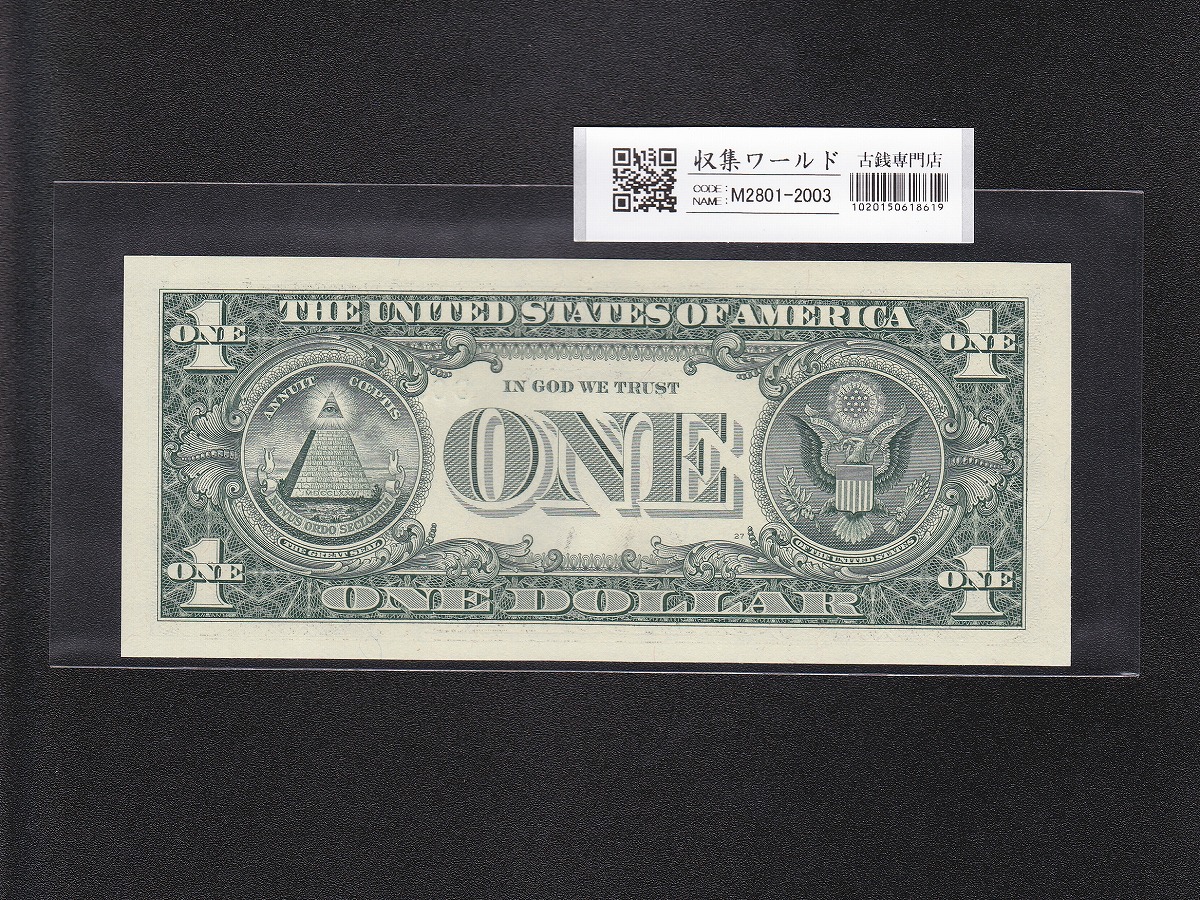 収集ワールド 古銭専門店
CODE:
NAME: M2801-2003
1020150618619
THE UNITED STATES OF AMERICA
1 ONE
1 ONE
ANNUIT CŒPTIS
IN GOD WE TRUST
ONE
MDCCLXXVI
NOVUS ORDO SECLORUM
THE GREAT SEAL
27
OF THE UNITED STATES
1 ONE
1 ONE
ONE DOLLAR